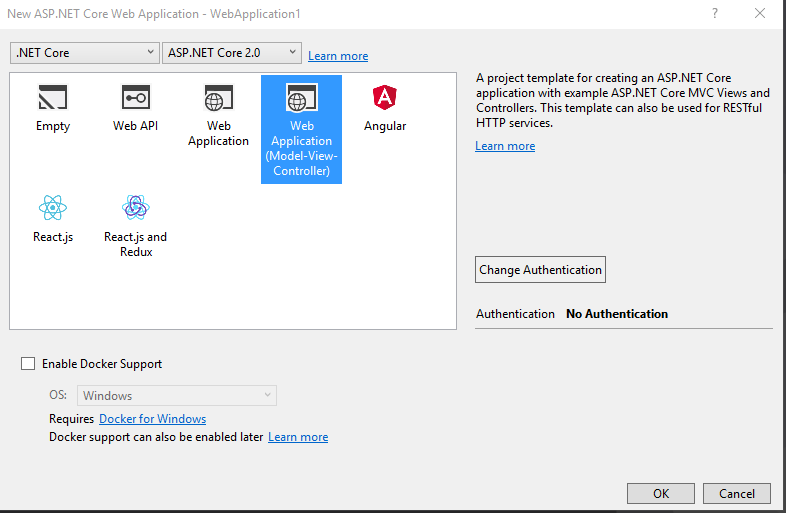 New ASP.NET Core Web Application - WebApplication1
?
.NET Core
ASP.NET Core 2.0
Learn more
Empty
Web API
Web
Application
Web
Application
(Model-View-
Controller)
Angular
React.js
React.js and
Redux
A project template for creating an ASP.NET Core
application with example ASP.NET Core MVC Views and
Controllers. This template can also be used for RESTful
HTTP services.
Learn more
Change Authentication
Authentication No Authentication
Enable Docker Support
OS: Windows
Requires Docker for Windows
Docker support can also be enabled later Learn more
OK
Cancel